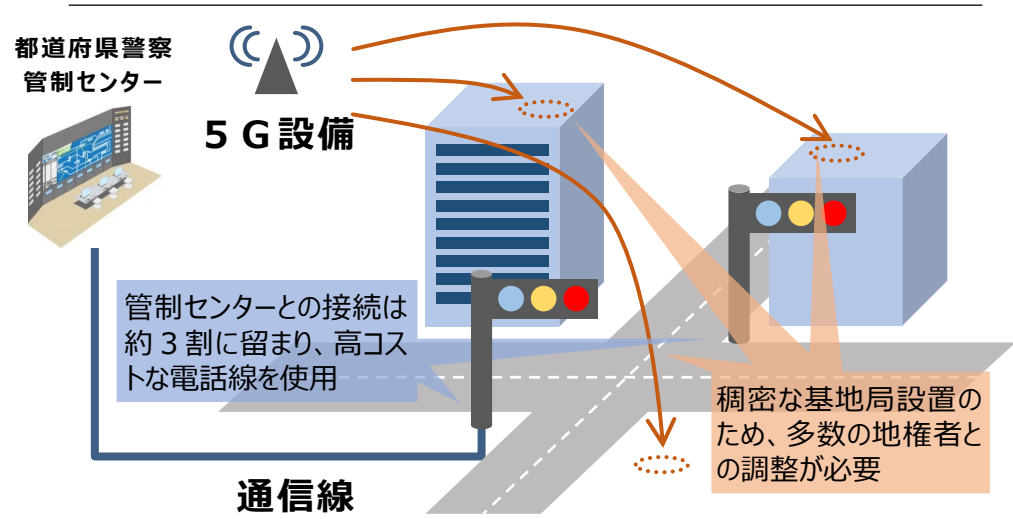 都道府県警察
管制センター
５Ｇ設備
管制センターとの接続は
約３割に留まり、高コス
トな電話線を使用
稠密な基地局設置の
ため、多数の地権者と
の調整が必要
通信線